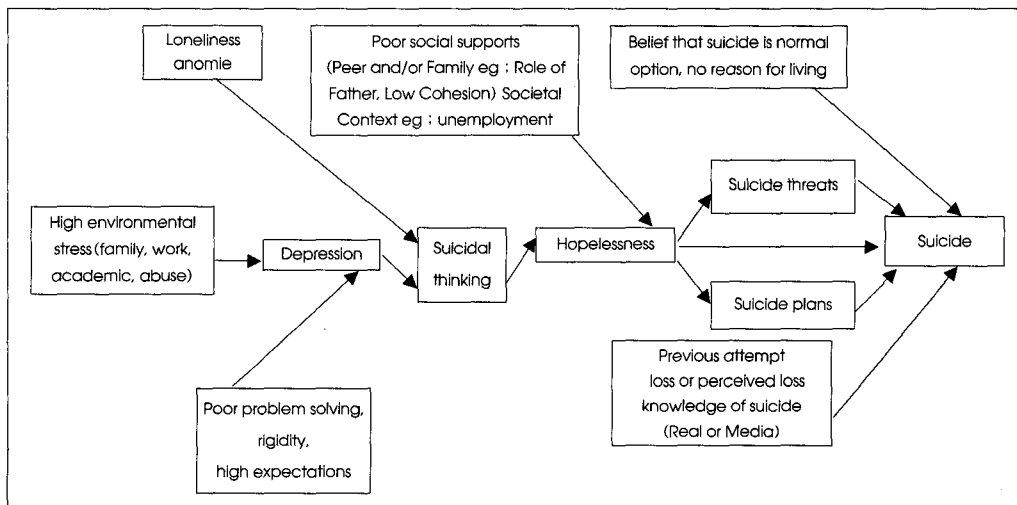 Loneliness
anomie
Poor social supports
(Peer and/or Family eg ; Role of
Father, Low Cohesion) Societal
Context eg ; unemployment
Belief that suicide is normal
option, no reason for living
High environmental
stress(family, work,
academic, abuse)
Depression
Suicidal
thinking
Hopelessness
Suicide threats
Suicide
Suicide plans
Poor problem solving,
rigidity,
high expectations
Previous attempt
loss or perceived loss
knowledge of suicide
(Real or Media)